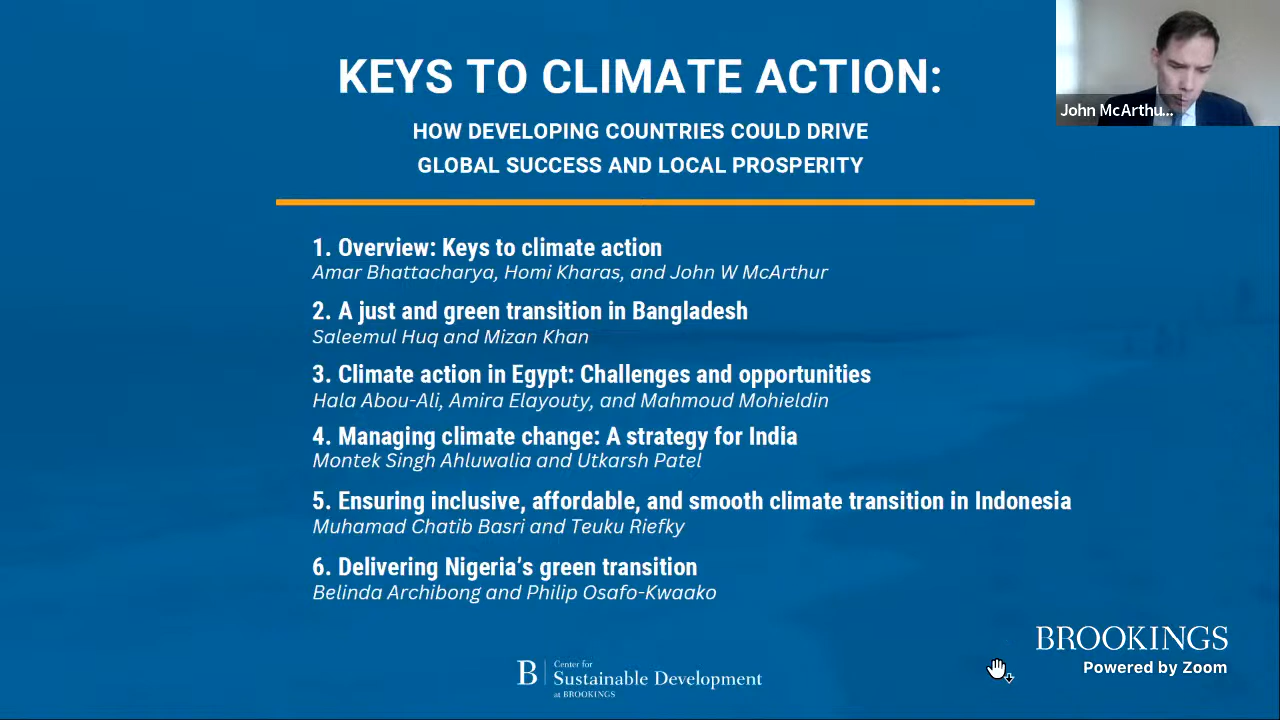 KEYS TO CLIMATE ACTION:
HOW DEVELOPING COUNTRIES COULD DRIVE
GLOBAL SUCCESS AND LOCAL PROSPERITY
John McArthu...
1. Overview: Keys to climate action
Amar Bhattacharya, Homi Kharas, and John W McArthur
2. A just and green transition in Bangladesh
Saleemul Huq and Mizan Khan
3. Climate action in Egypt: Challenges and opportunities
Hala Abou-Ali, Amira Elayouty, and Mahmoud Mohieldin
4. Managing climate change: A strategy for India
Montek Singh Ahluwalia and Utkarsh Patel
5. Ensuring inclusive, affordable, and smooth climate transition in Indonesia
Muhamad Chatib Basri and Teuku Riefky
6. Delivering Nigeria’s green transition
Belinda Archibong and Philip Osafo-Kwaako
BROOKINGS
Powered by Zoom
B
Center for
Sustainable Development
at BROOKINGS